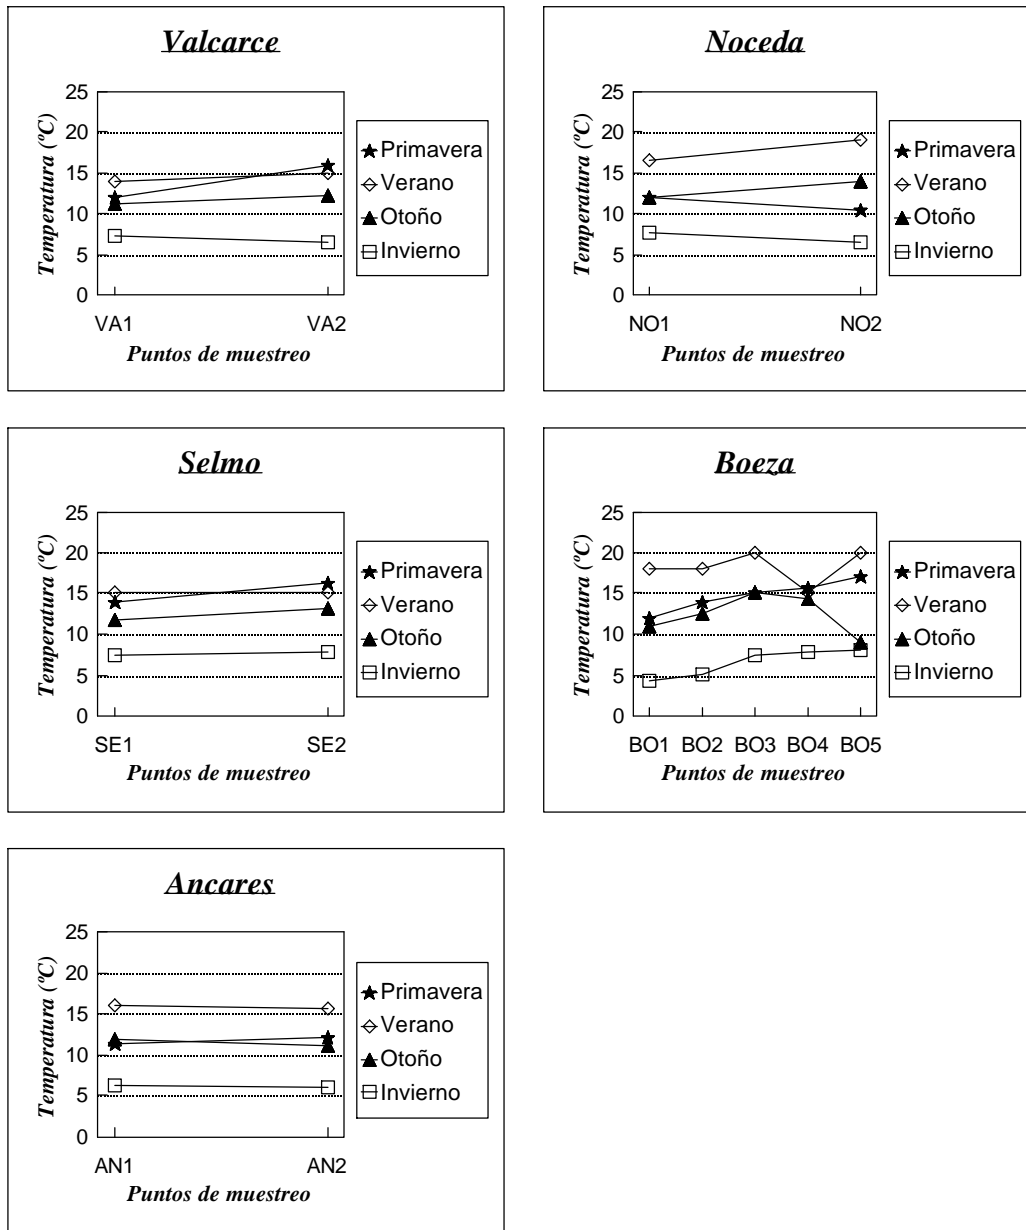 Valcarce
Temperatura (ºC)
25
20
15
10
5
0
VA1 VA2
Puntos de muestreo
Primavera
Verano
Otoño
Invierno
Noceda
Temperatura (ºC)
25
20
15
10
5
0
NO1 NO2
Puntos de muestreo
Primavera
Verano
Otoño
Invierno
Selmo
Temperatura (ºC)
25
20
15
10
5
0
SE1 SE2
Puntos de muestreo
Primavera
Verano
Otoño
Invierno
Boeza
Temperatura (ºC)
25
20
15
10
5
0
BO1 BO2 BO3 BO4 BO5
Puntos de muestreo
Primavera
Verano
Otoño
Invierno
Ancares
Temperatura (ºC)
25
20
15
10
5
0
AN1 AN2
Puntos de muestreo
Primavera
Verano
Otoño
Invierno